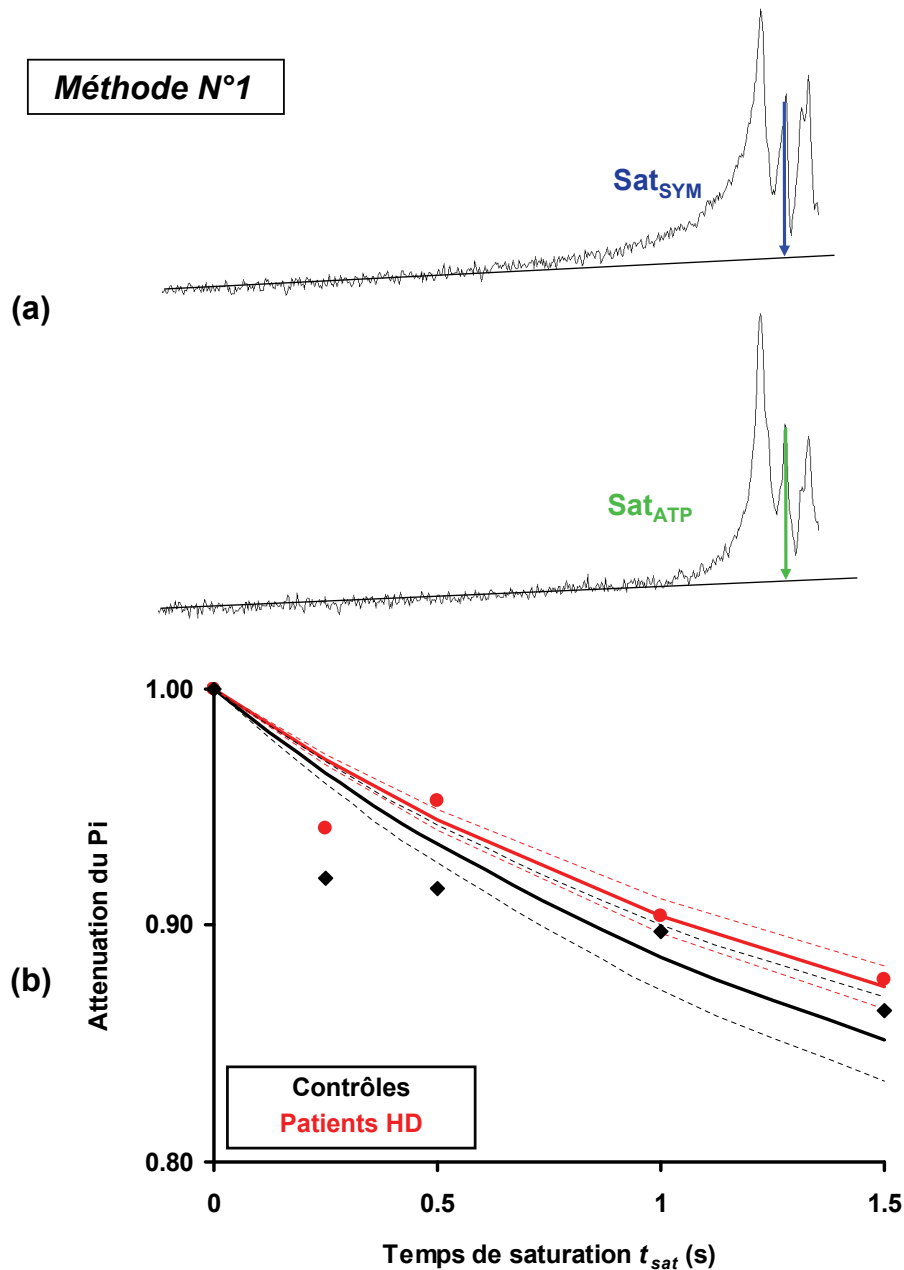 Méthode N°1
Sat_SYM
(a)
Sat_ATP
1.00
0.90
0.80
Attenuation du Pi
(b)
Contrôles
Patients HD
0
0.5
1
1.5
Temps de saturation t_sat (s)